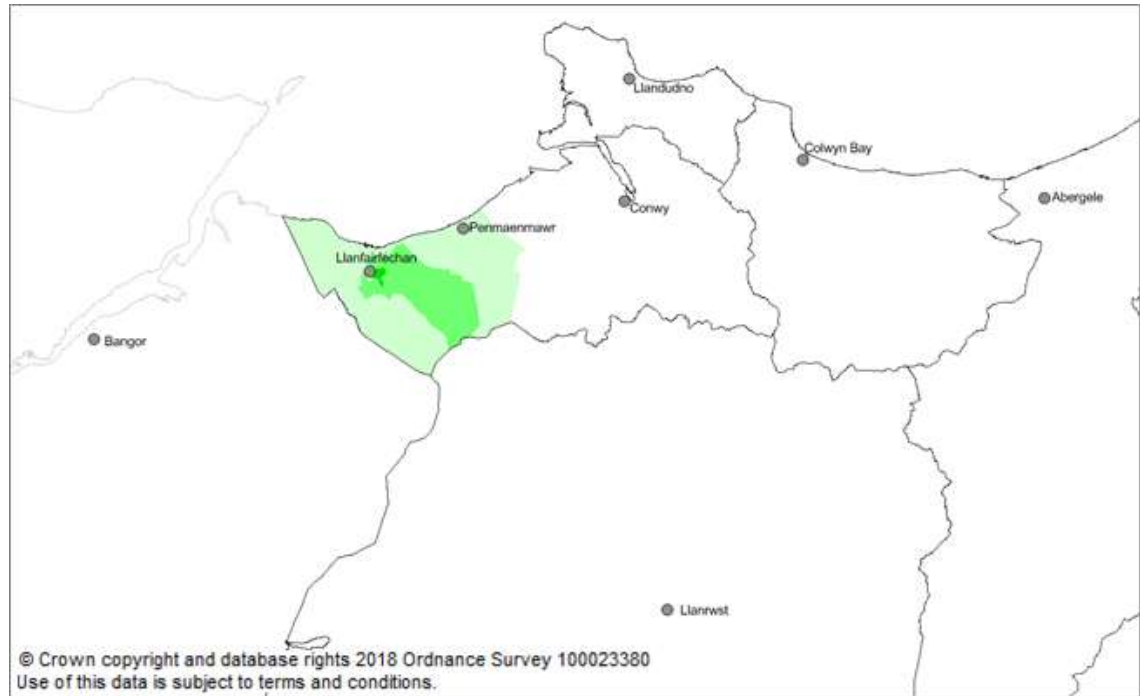 Llandudno
Colwyn Bay
Abergele
Conwy
Penmaenmawr
Llanfairfechan
Bangor
Llanrwst
© Crown copyright and database rights 2018 Ordnance Survey 100023380
Use of this data is subject to terms and conditions.